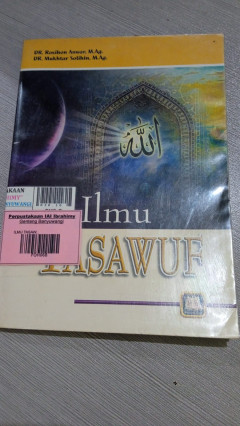 DR. Rosihon Anwar, M.Ag.
DR. Mukhtar Solihin, M.Ag.
الله
Ilmu
TASAWUF
Perpustakaan IAI Ibrahimy
Genteng Banyuwangi